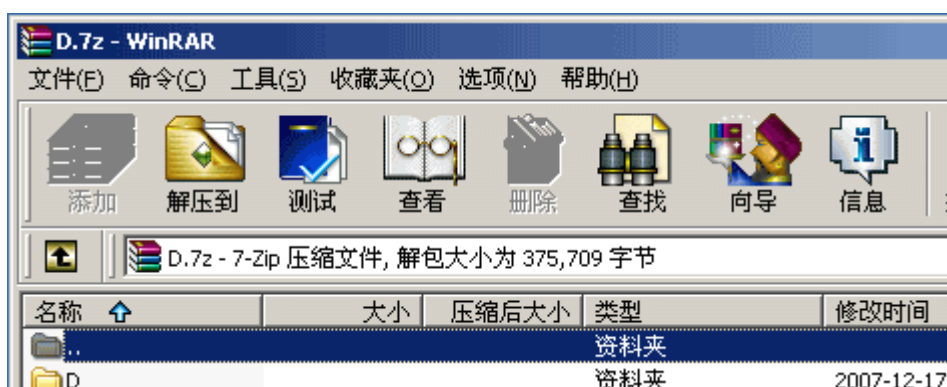 D.7z - WinRAR
文件(F) 命令(C) 工具(S) 收藏夹(O) 选项(N) 帮助(H)
添加 解压到 测试 查看 删除 查找 向导 信息
D.7z - 7-Zip 压缩文件, 解包大小为 375,709 字节
名称 大小 压缩后大小 类型 修改时间
.. 资料夹
D 资料夹 2007-12-17